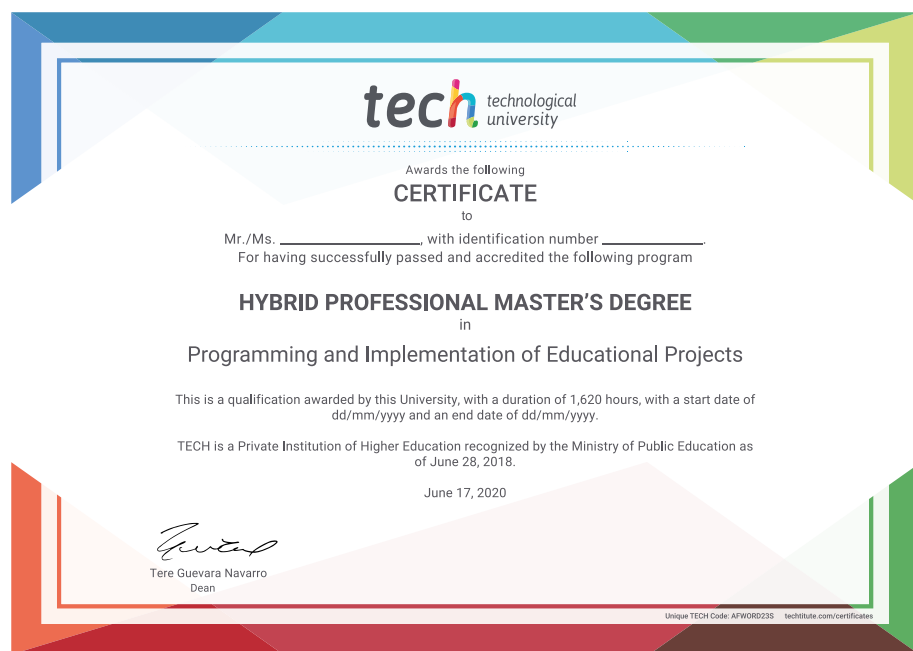 tech technological
university
Awards the following
CERTIFICATE
to
Mr./Ms. ____________________, with identification number ______________.
For having successfully passed and accredited the following program
HYBRID PROFESSIONAL MASTER’S DEGREE
in
Programming and Implementation of Educational Projects
This is a qualification awarded by this University, with a duration of 1,620 hours, with a start date of
dd/mm/yyyy and an end date of dd/mm/yyyy.
TECH is a Private Institution of Higher Education recognized by the Ministry of Public Education as
of June 28, 2018.
June 17, 2020
Tere Guevara Navarro
Dean
Unique TECH Code: AFWORD23S techtitute.com/certificates